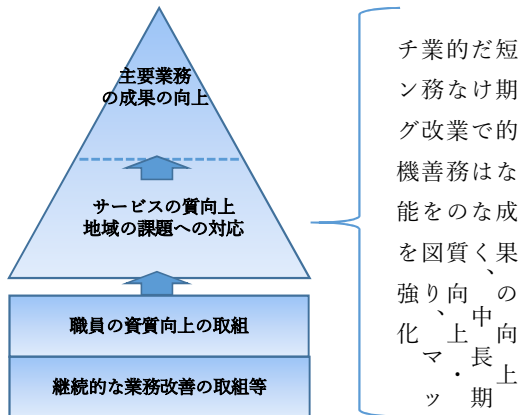 主要業務
の成果の向上
サービスの質向上
地域の課題への対応
職員の資質向上の取組
継続的な業務改善の取組等
短期的な成果の向上
だけではなく、中長期
的な業務の質向上・
業務改善を図り、マッ
チング機能を強化